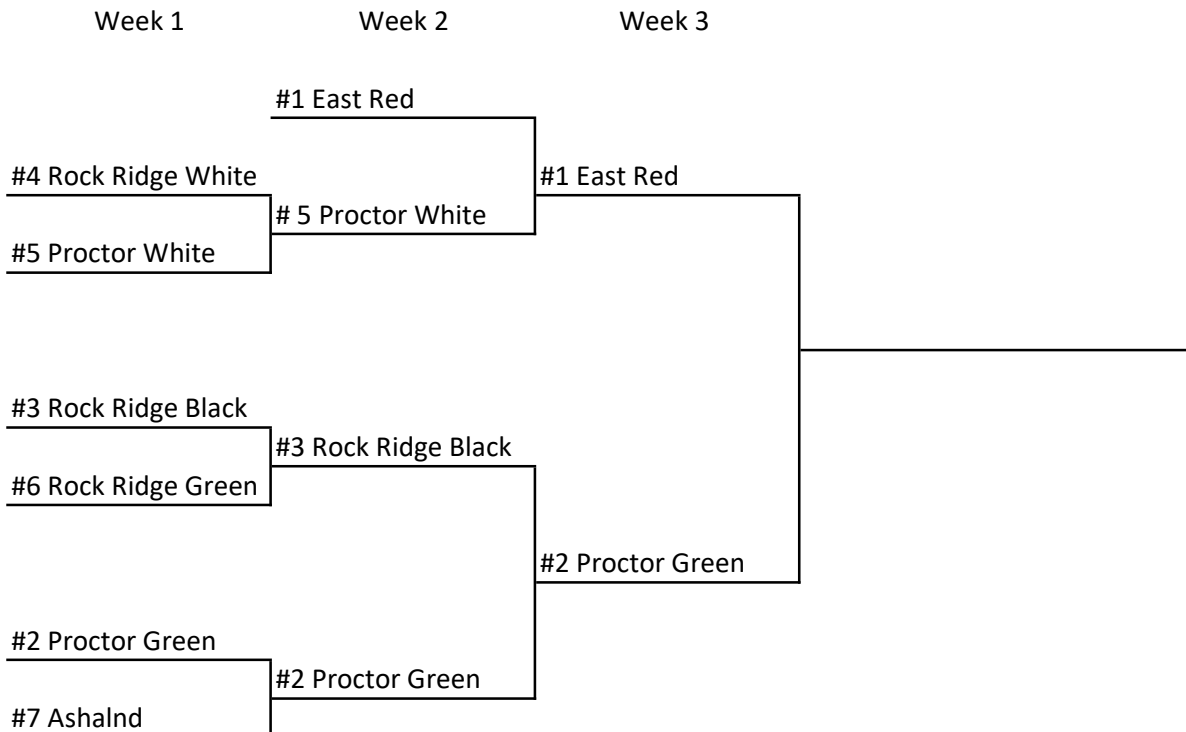 Week 1 Week 2 Week 3
#1 East Red
#4 Rock Ridge White #1 East Red
# 5 Proctor White
#5 Proctor White
#3 Rock Ridge Black
#3 Rock Ridge Black
#6 Rock Ridge Green
#2 Proctor Green
#2 Proctor Green
#2 Proctor Green
#7 Ashalnd